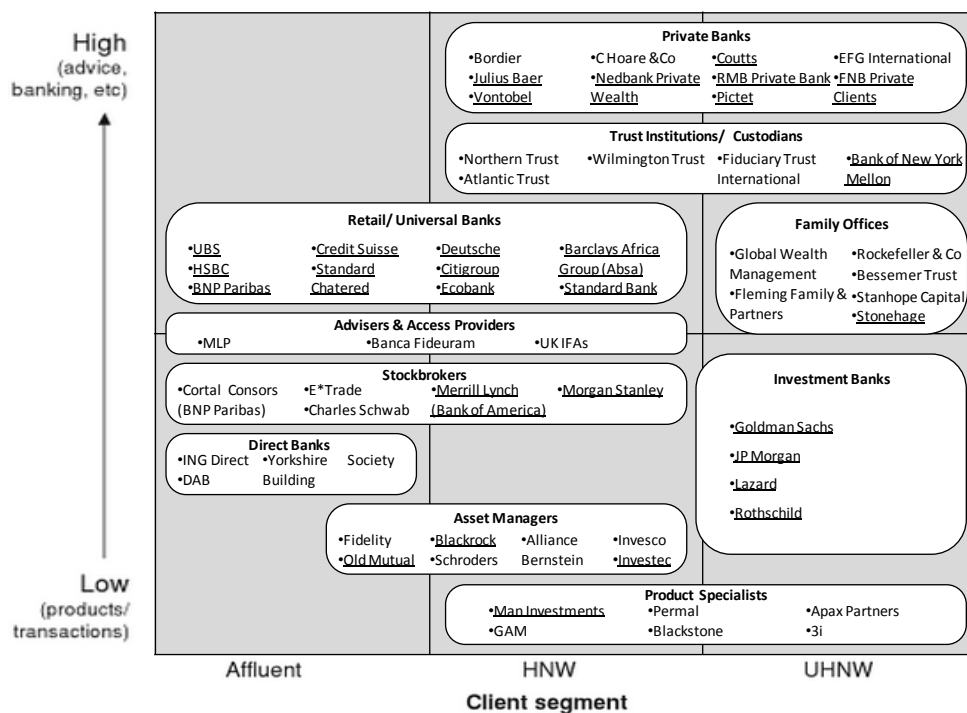 High
(advice,
banking, etc)
Low
(products/
transactions)
Private Banks
•Bordier •C Hoare &Co •Coutts •EFG International
•Julius Baer •Nedbank Private •RMB Private Bank •FNB Private
•Vontobel Wealth •Pictet Clients
Trust Institutions/ Custodians
•Northern Trust •Wilmington Trust •Fiduciary Trust •Bank of New York
•Atlantic Trust International Mellon
Retail/ Universal Banks
•UBS •Credit Suisse •Deutsche •Barclays Africa
•HSBC •Standard •Citigroup Group (Absa)
•BNP Paribas Chatered •Ecobank •Standard Bank
Family Offices
•Global Wealth •Rockefeller & Co
Management •Bessemer Trust
•Fleming Family & •Stanhope Capital
Partners •Stonehage
Advisers & Access Providers
•MLP •Banca Fideuram •UK IFAs
Stockbrokers
•Cortal Consors •E*Trade •Merrill Lynch •Morgan Stanley
(BNP Paribas) •Charles Schwab (Bank of America)
Investment Banks
•Goldman Sachs
•JP Morgan
•Lazard
•Rothschild
Direct Banks
•ING Direct •Yorkshire Society
•DAB Building
Asset Managers
•Fidelity •Blackrock •Alliance •Invesco
•Old Mutual •Schroders Bernstein •Investec
Product Specialists
•Man Investments •Permal •Apax Partners
•GAM •Blackstone •3i
Affluent HNW UHNW
Client segment